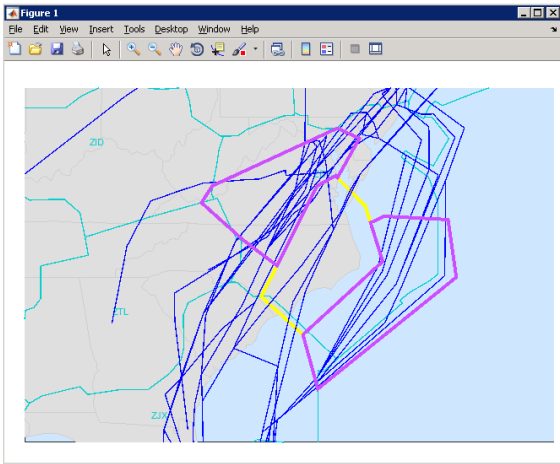 Figure 1
File Edit View Insert Tools Desktop Window Help
ZID
ZTL
ZJX